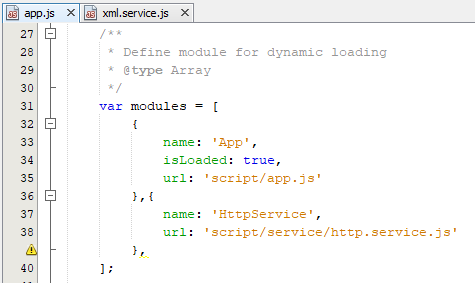 app.js xml.service.js
27 /**
28 * Define module for dynamic loading
29 * @type Array
30 */
31 var modules = [
32 {
33 name: 'App',
34 isLoaded: true,
35 url: 'script/app.js'
36 },{
37 name: 'HttpService',
38 url: 'script/service/http.service.js'
},
40 ];